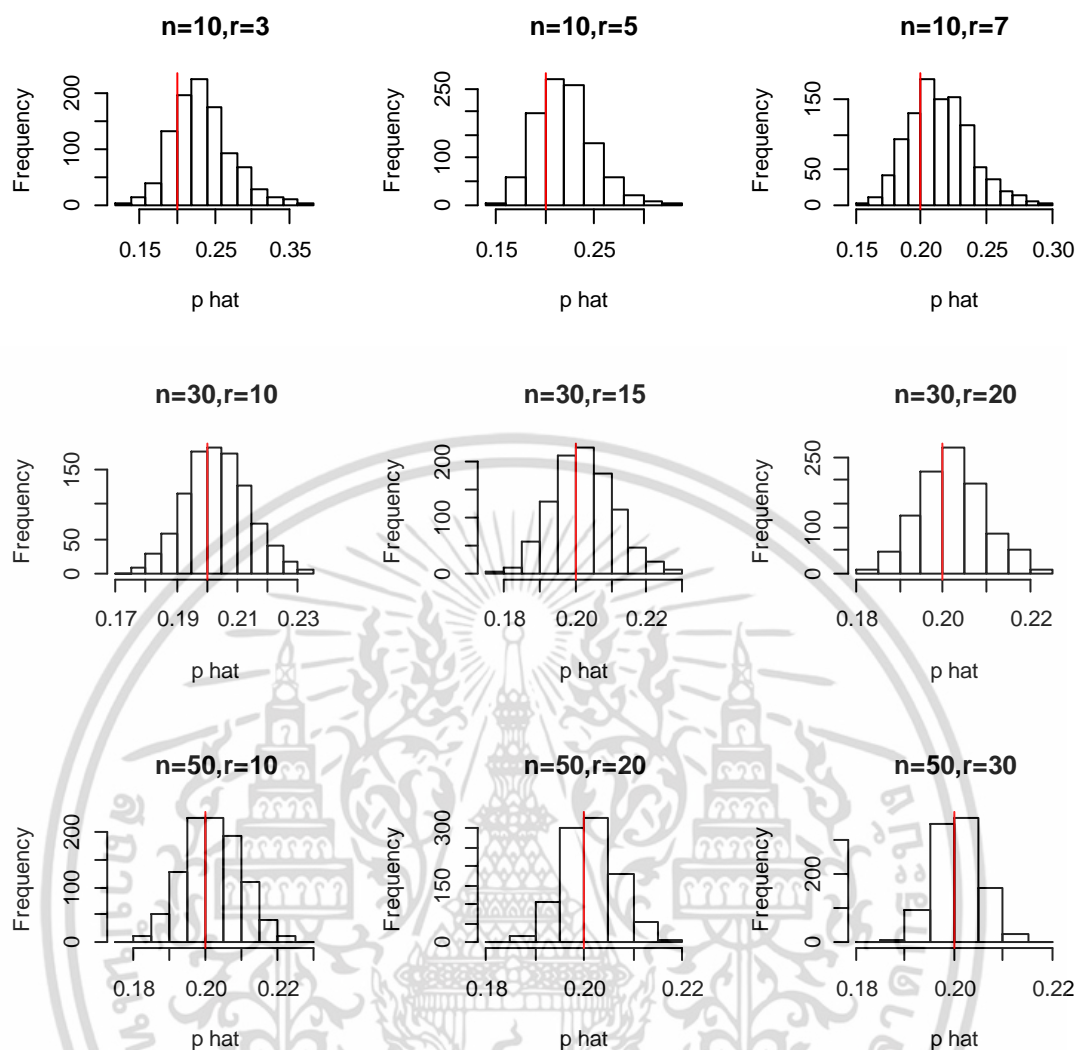 n=10,r=3
n=10,r=5
n=10,r=7
Frequency
0 100 200
0.15 0.25 0.35
p hat
Frequency
0 100 250
0.15 0.25
p hat
Frequency
0 50 150
0.15 0.20 0.25 0.30
p hat
n=30,r=10
n=30,r=15
n=30,r=20
Frequency
0 50 150
0.17 0.19 0.21 0.23
p hat
Frequency
0 100 200
0.18 0.20 0.22
p hat
Frequency
0 100 250
0.18 0.20 0.22
p hat
n=50,r=10
n=50,r=20
n=50,r=30
Frequency
0 100 200
0.18 0.20 0.22
p hat
Frequency
0 150 300
0.18 0.20 0.22
p hat
Frequency
0 200
0.18 0.20 0.22
p hat